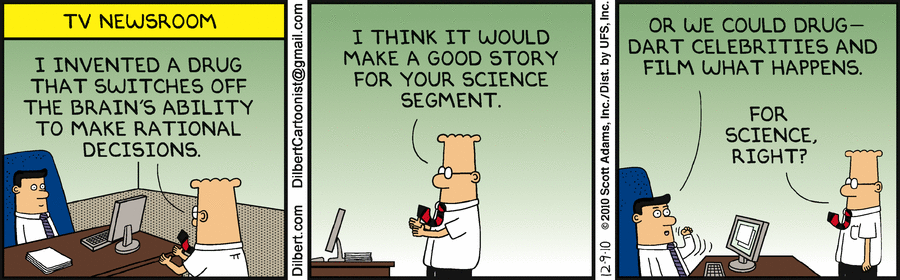 TV NEWSROOM
I INVENTED A DRUG
THAT SWITCHES OFF
THE BRAIN'S ABILITY
TO MAKE RATIONAL
DECISIONS.
Dilbert.com DilbertCartoonist@gmail.com
I THINK IT WOULD
MAKE A GOOD STORY
FOR YOUR SCIENCE
SEGMENT.
12-9-10 ©2010 Scott Adams, Inc./Dist. by UFS, Inc.
OR WE COULD DRUG-
DART CELEBRITIES AND
FILM WHAT HAPPENS.
FOR
SCIENCE,
RIGHT?